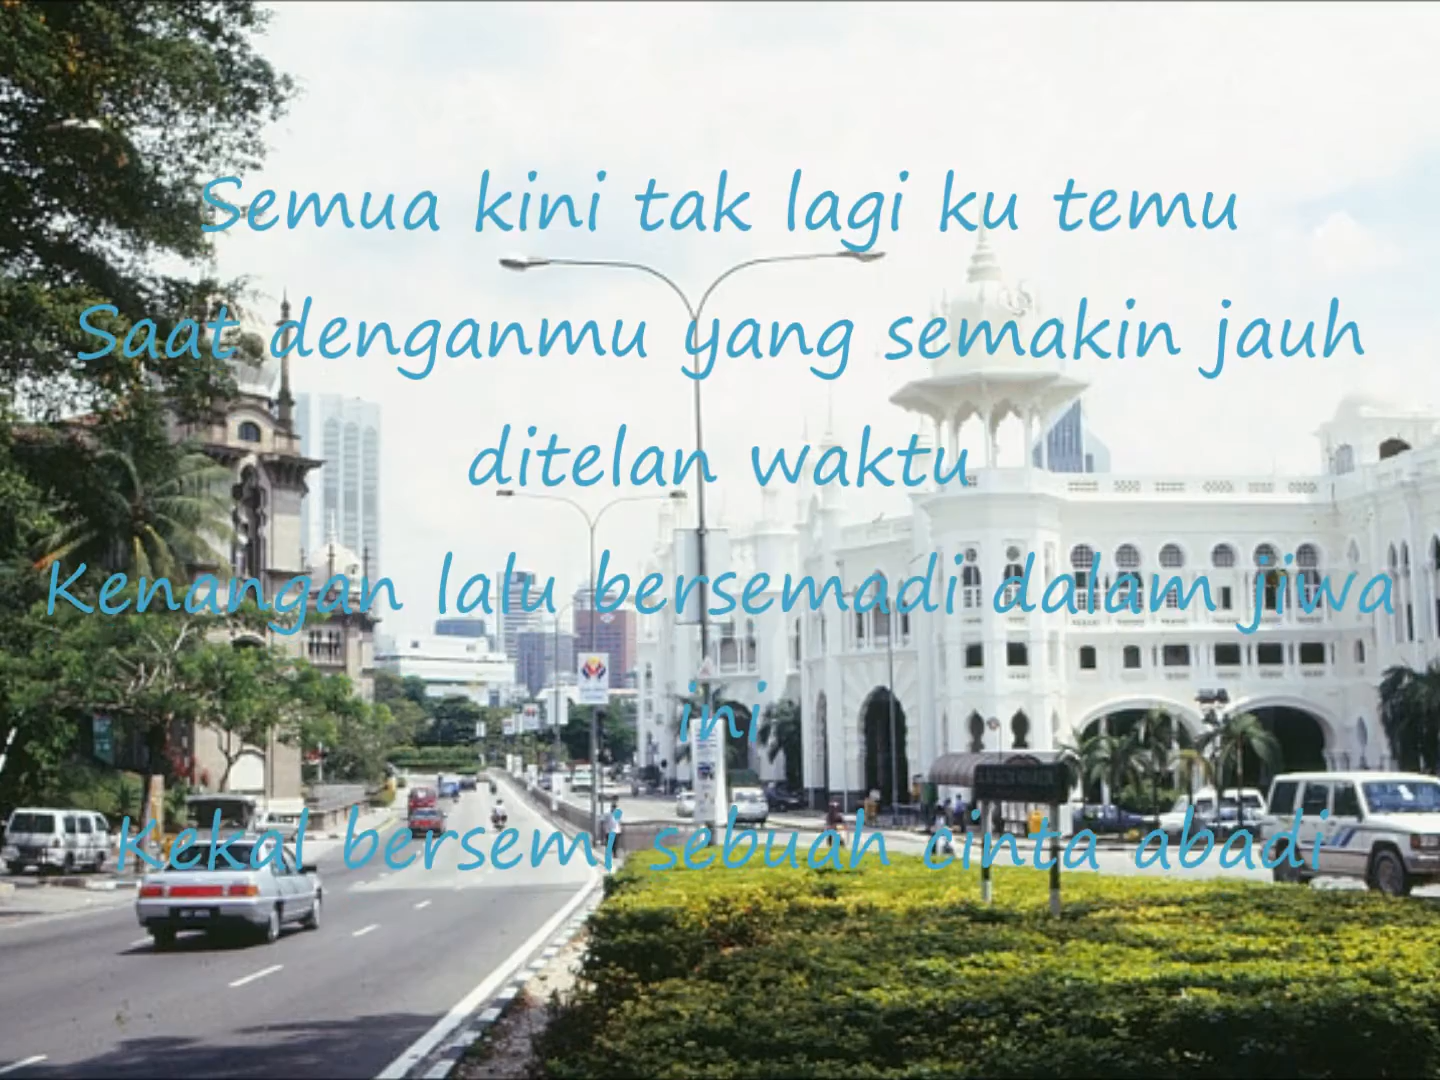 Semua kini tak lagi ku temu
Saat denganmu yang semakin jauh
ditelan waktu
Kenangan lalu bersemadi dalam jiwa
ini
Kekal bersemi sebuah cinta abadi